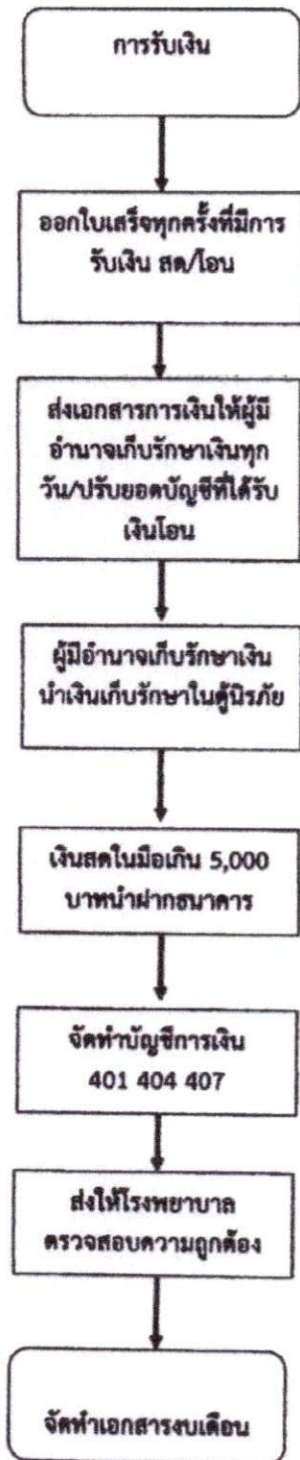 การรับเงิน
ออกใบเสร็จทุกครั้งที่มีการ
รับเงิน สด/โอน
ส่งเอกสารการเงินให้ผู้มี
อำนาจเก็บรักษาเงินทุก
วัน/ปรับยอดบัญชีที่ได้รับ
เงินโอน
ผู้มีอำนาจเก็บรักษาเงิน
นำเงินเก็บรักษาในตู้นิรภัย
เงินสดในมือเกิน 5,000
บาทนำฝากธนาคาร
จัดทำบัญชีการเงิน
401 404 407
ส่งให้โรงพยาบาล
ตรวจสอบความถูกต้อง
จัดทำเอกสารงบเดือน